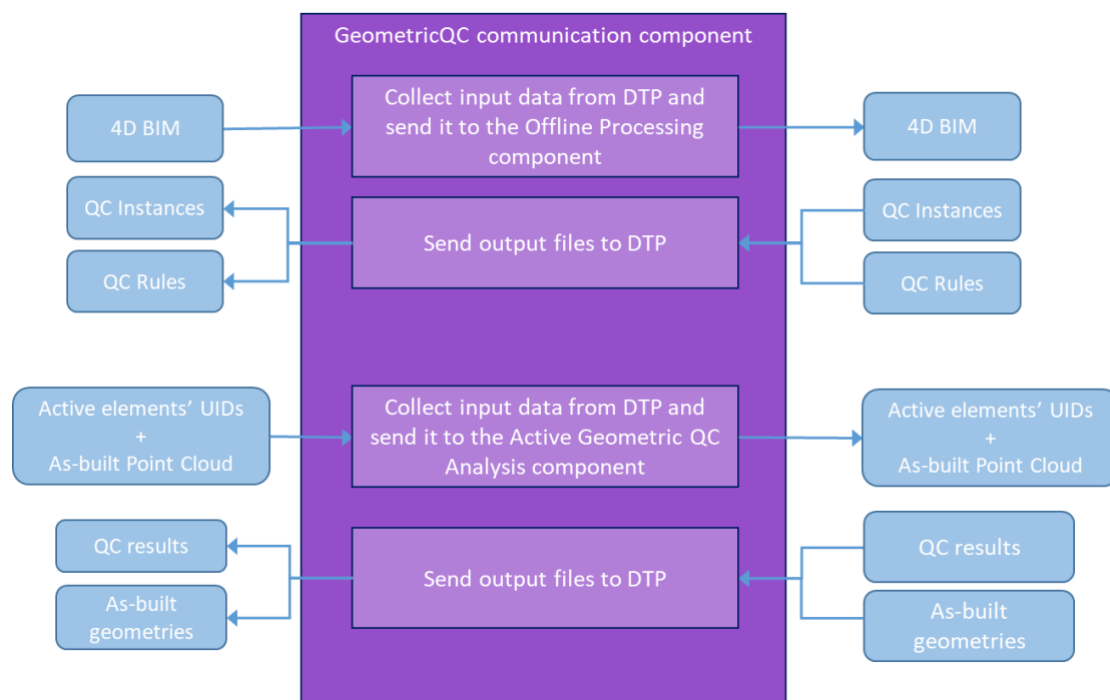 GeometricQC communication component
4D BIM
Collect input data from DTP and
send it to the Offline Processing
component
4D BIM
QC Instances
QC Rules
Send output files to DTP
QC Instances
QC Rules
Active elements’ UIDs
+
As-built Point Cloud
Collect input data from DTP and
send it to the Active Geometric QC
Analysis component
Active elements’ UIDs
+
As-built Point Cloud
QC results
As-built
geometries
Send output files to DTP
QC results
As-built
geometries